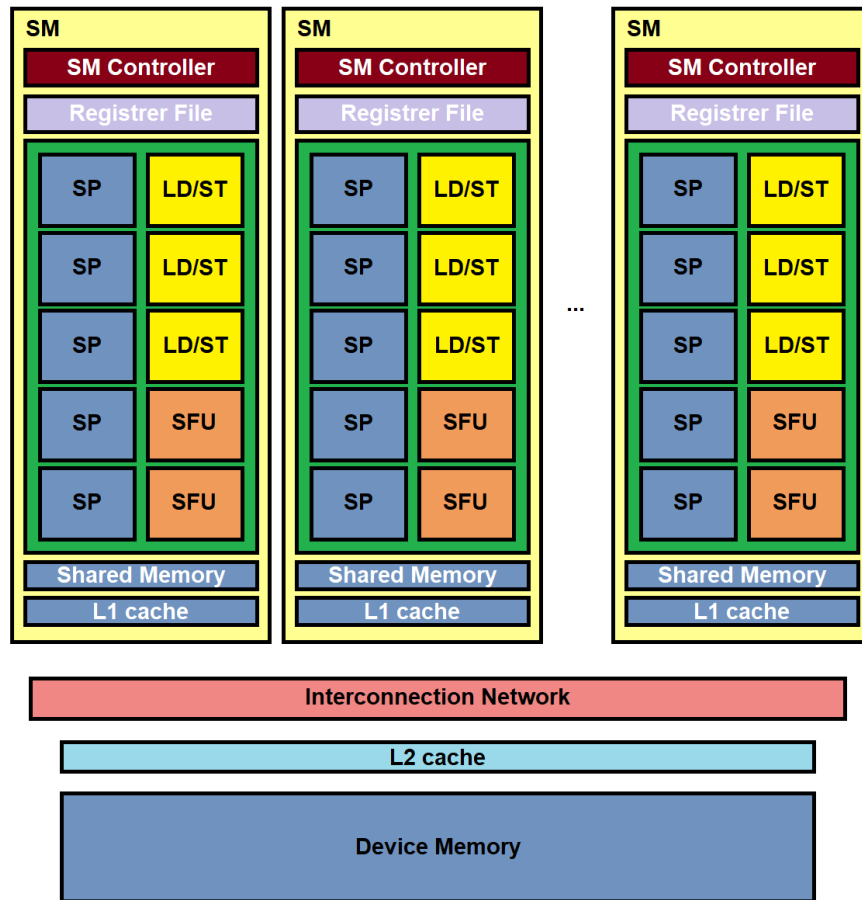 SM SM SM
SM Controller SM Controller SM Controller
Registrer File Registrer File Registrer File
SP LD/ST SP LD/ST SP LD/ST
SP LD/ST SP LD/ST SP LD/ST
...
SP LD/ST SP LD/ST SP LD/ST
SP SFU SP SFU SP SFU
SP SFU SP SFU SP SFU
Shared Memory Shared Memory Shared Memory
L1 cache L1 cache L1 cache
Interconnection Network
L2 cache
Device Memory